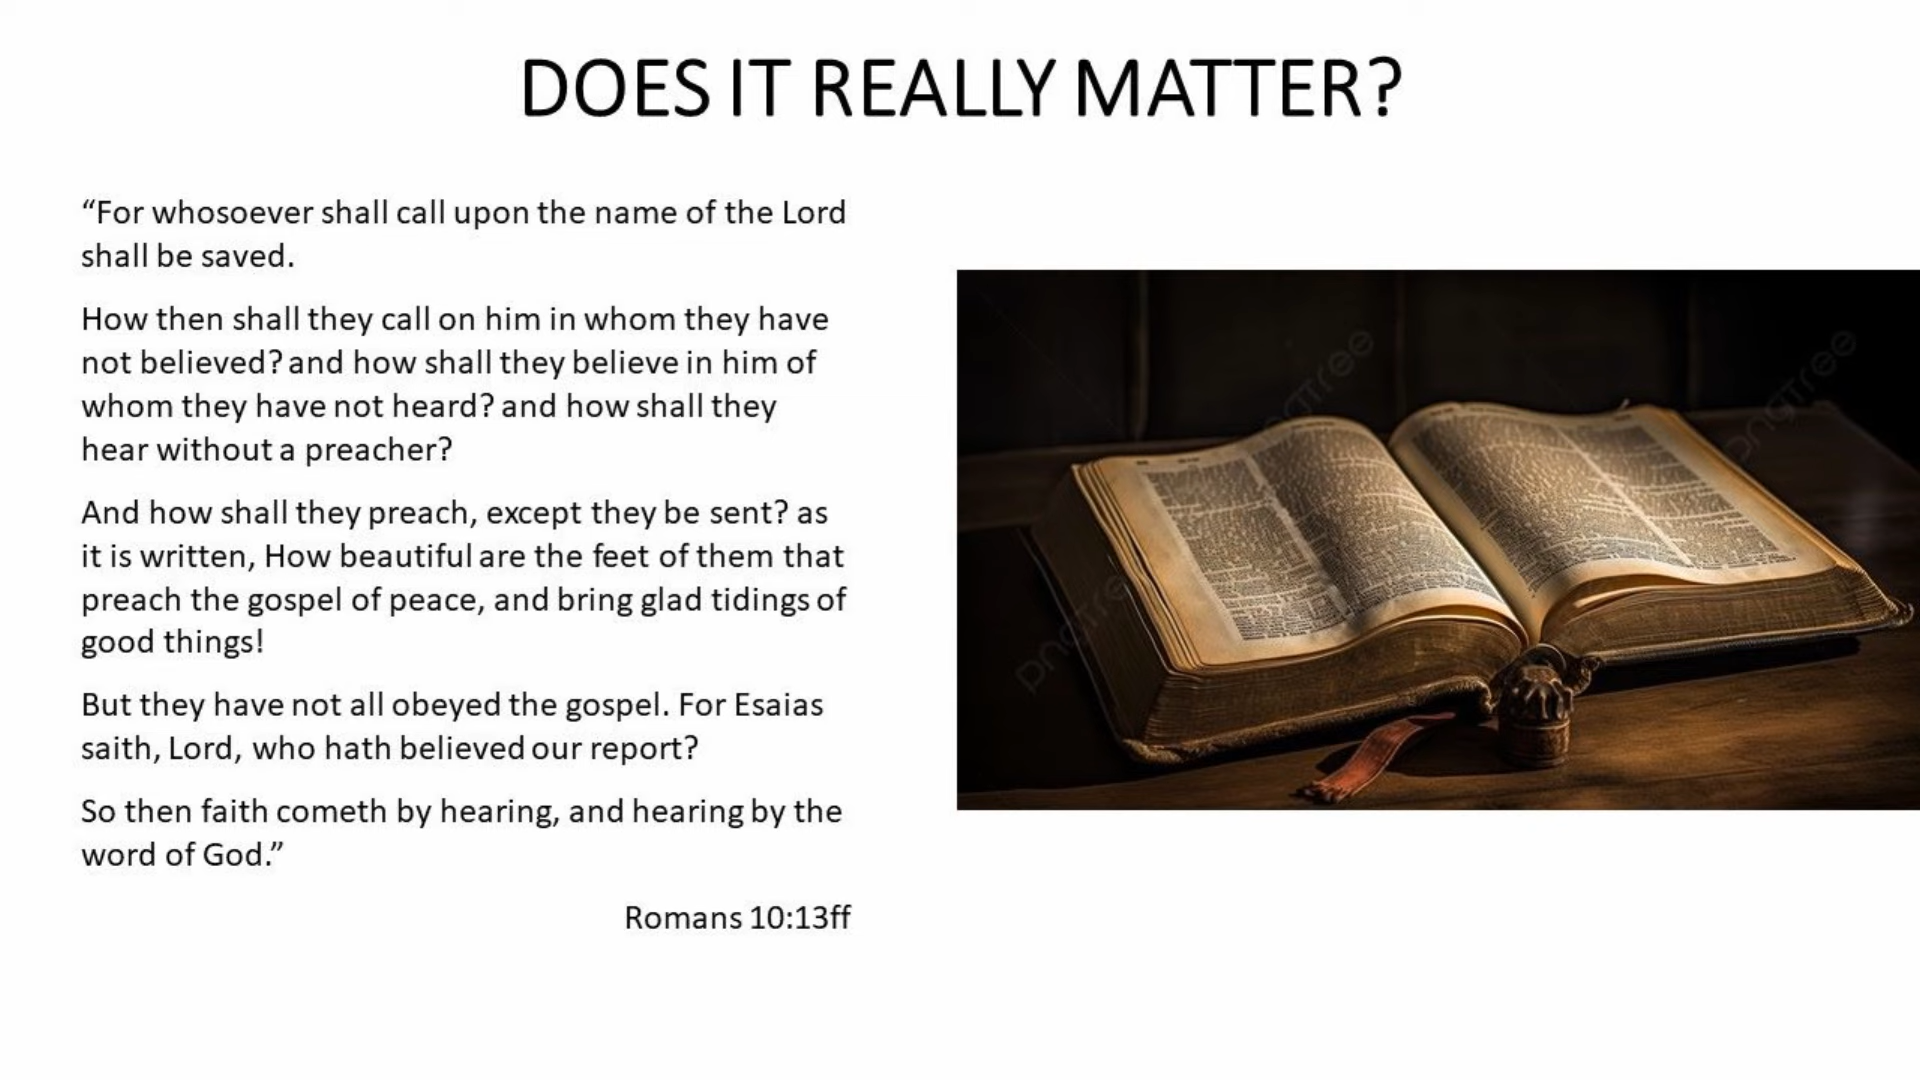 DOES IT REALLY MATTER?
“For whosoever shall call upon the name of the Lord
shall be saved.
How then shall they call on him in whom they have
not believed? and how shall they believe in him of
whom they have not heard? and how shall they
hear without a preacher?
And how shall they preach, except they be sent? as
it is written, How beautiful are the feet of them that
preach the gospel of peace, and bring glad tidings of
good things!
But they have not all obeyed the gospel. For Esaias
saith, Lord, who hath believed our report?
So then faith cometh by hearing, and hearing by the
word of God.”
Romans 10:13ff
pngtree
pngtree
pngtree